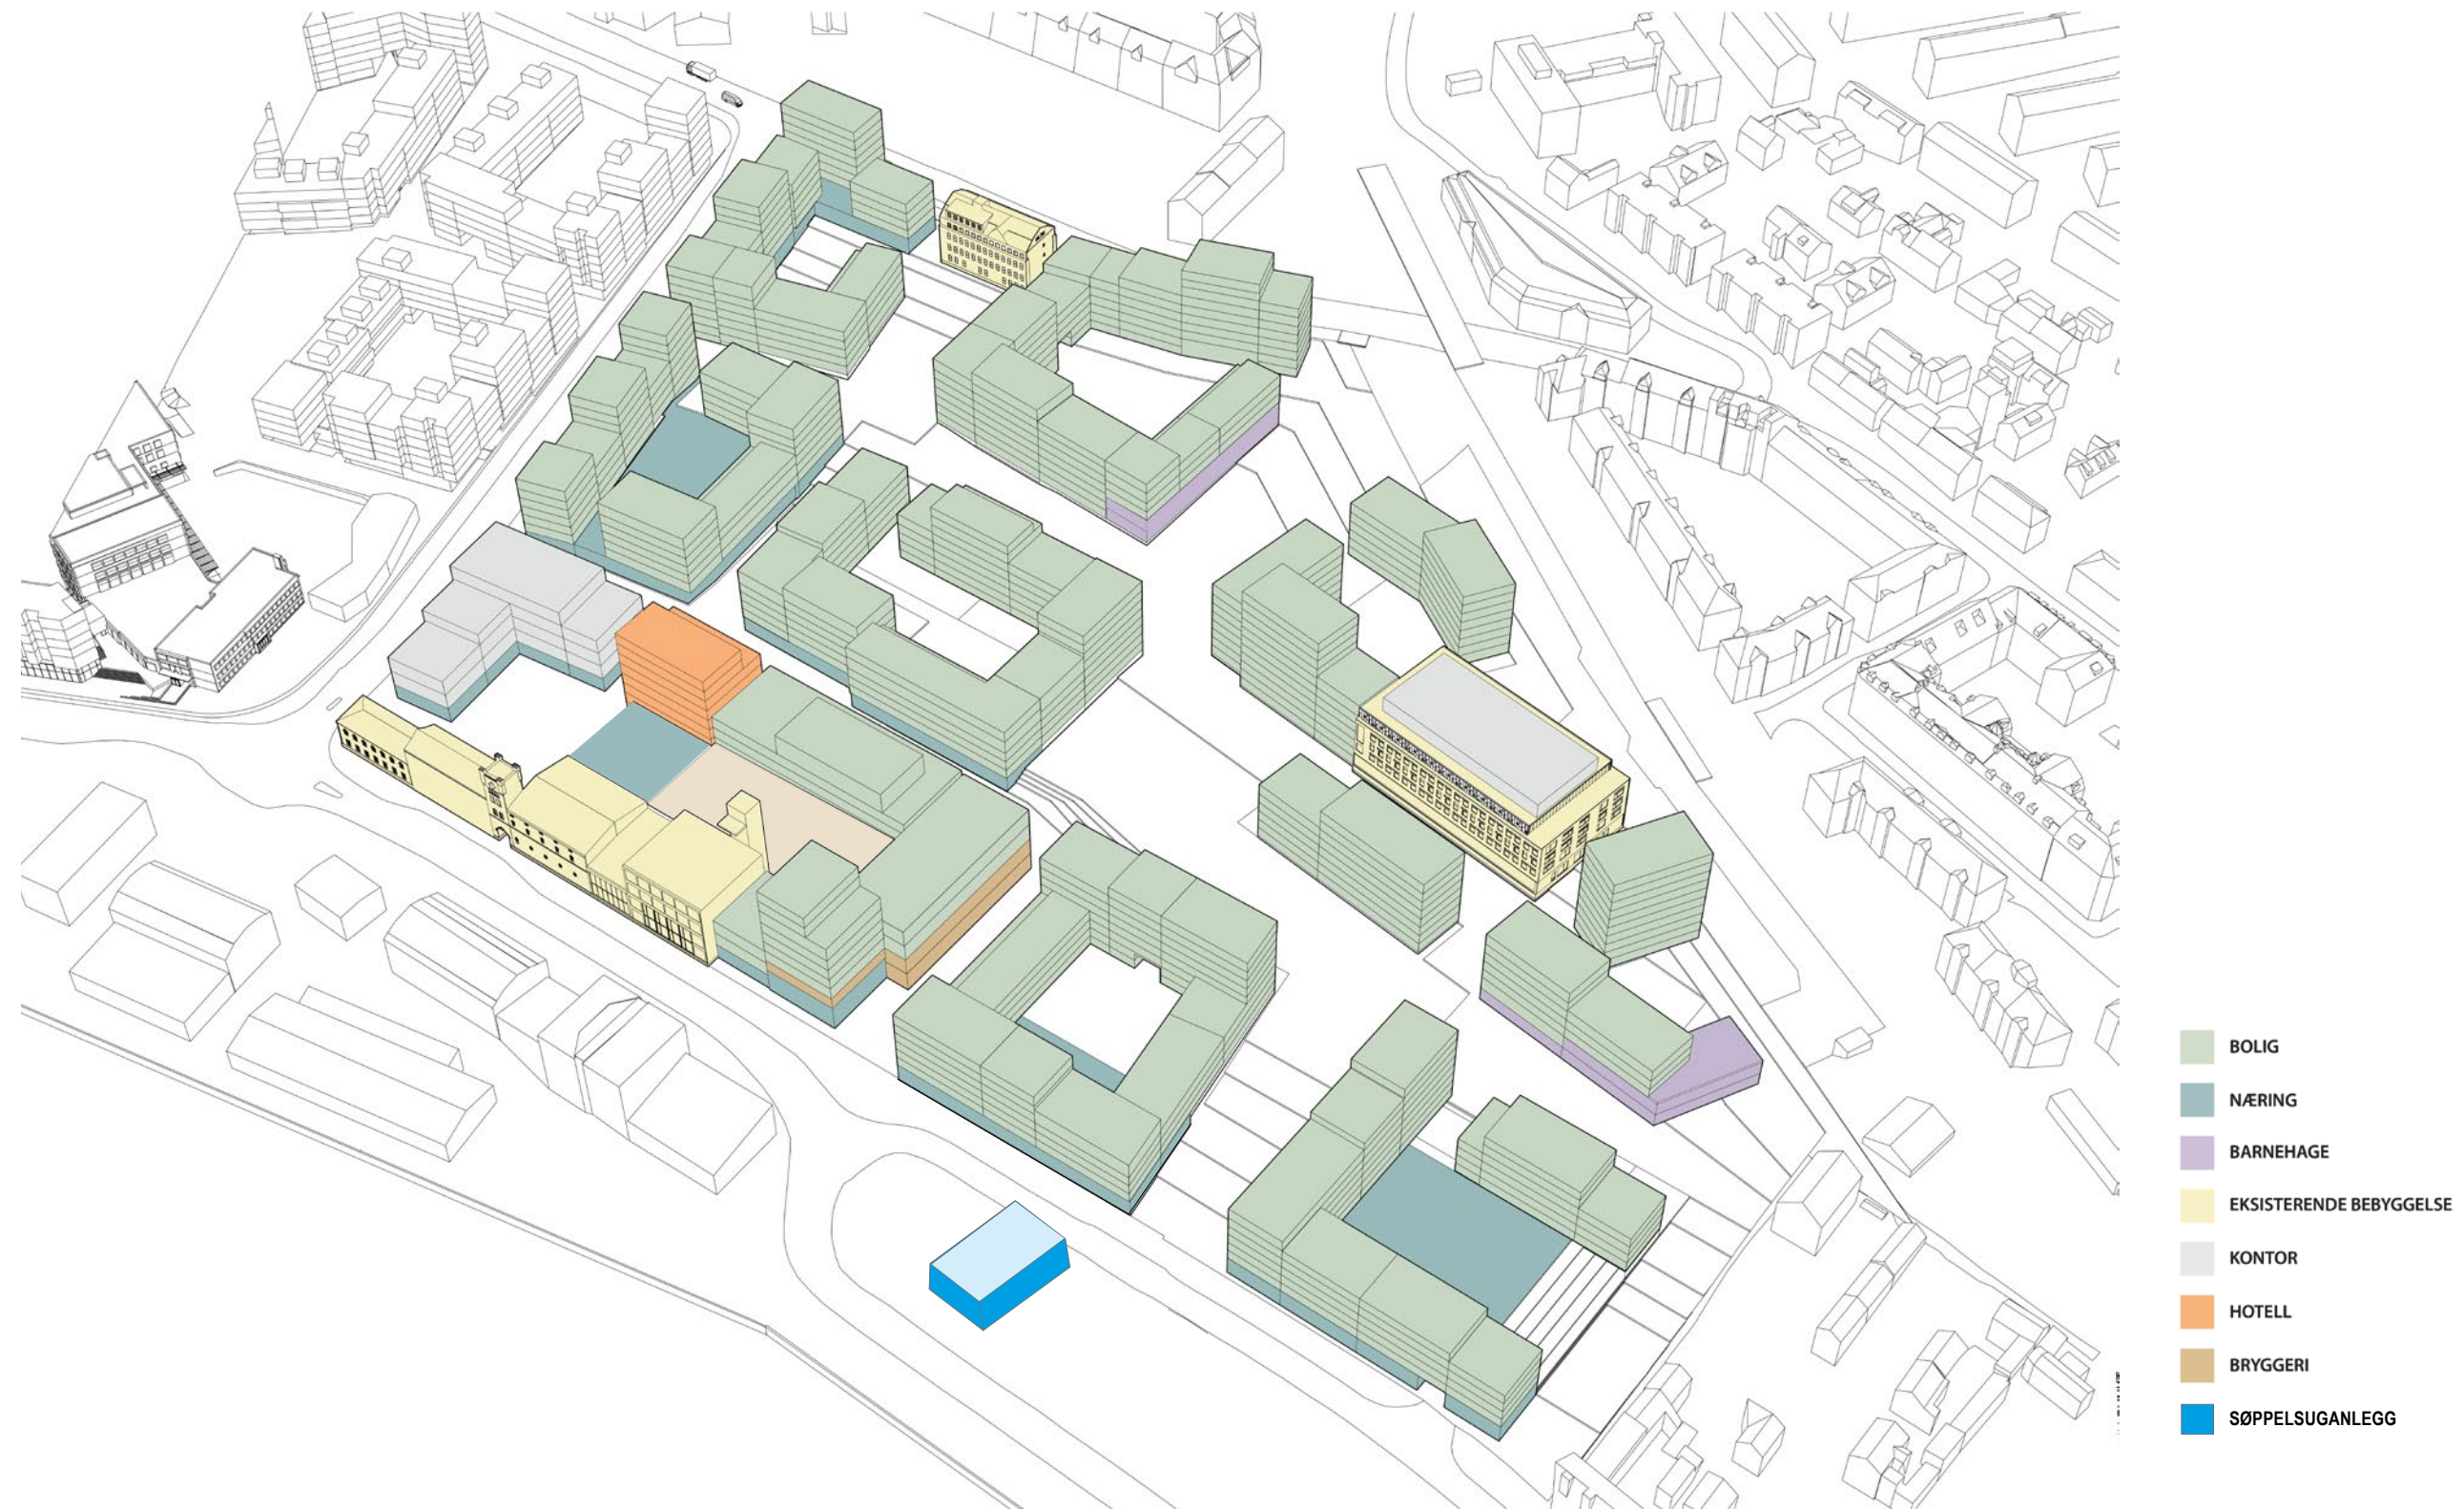 BOLIG
NÆRING
BARNEHAGE
EKSISTERENDE BEBYGGELSE
KONTOR
HOTELL
BRYGGERI
SØPPELSUGANLEGG